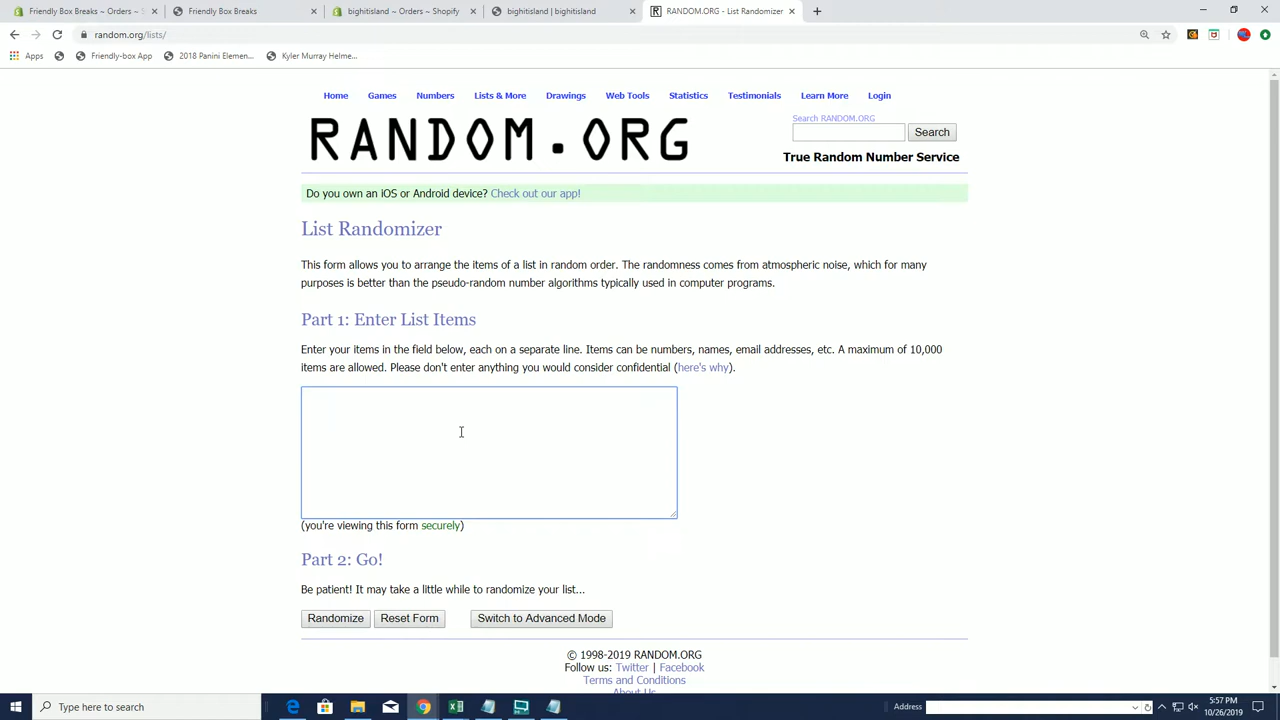 Friendly Box Breaks ~ Orders ~ S
Friendly Box Breaks
bighitisland ~ Orders ~ Shopify
bighitisland | bighitisland
RANDOM.ORG - List Randomizer
random.org/lists/
Apps
Friendly-box App
2018 Panini Elemen...
Kyler Murray Helme...
Home Games Numbers Lists & More Drawings Web Tools Statistics Testimonials Learn More Login
RANDOM.ORG
Search RANDOM.ORG
Search
True Random Number Service
Do you own an iOS or Android device? Check out our app!
List Randomizer
This form allows you to arrange the items of a list in random order. The randomness comes from atmospheric noise, which for many
purposes is better than the pseudo-random number algorithms typically used in computer programs.
Part 1: Enter List Items
Enter your items in the field below, each on a separate line. Items can be numbers, names, email addresses, etc. A maximum of 10,000
items are allowed. Please don't enter anything you would consider confidential (here's why).
(you're viewing this form securely)
Part 2: Go!
Be patient! It may take a little while to randomize your list...
Randomize Reset Form Switch to Advanced Mode
© 1998-2019 RANDOM.ORG
Follow us: Twitter | Facebook
Terms and Conditions
About Us
Type here to search
Address
5:57 PM
10/26/2019